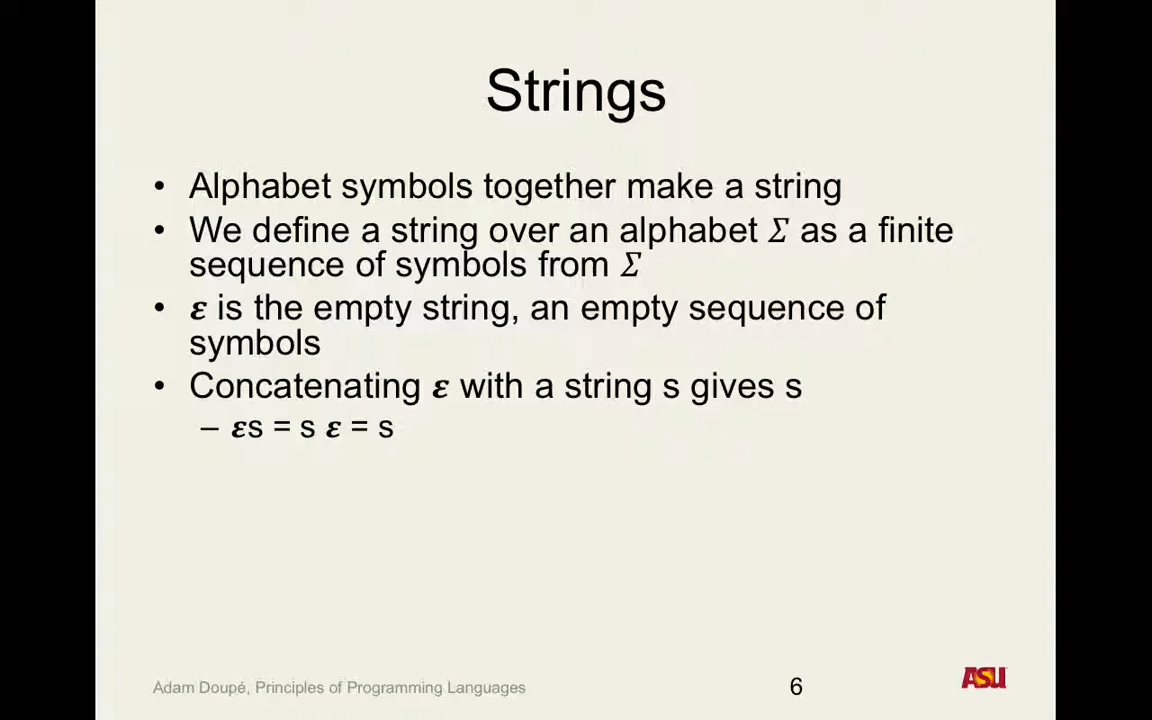 Strings
• Alphabet symbols together make a string
• We define a string over an alphabet Σ as a finite
sequence of symbols from Σ
• ε is the empty string, an empty sequence of
symbols
• Concatenating ε with a string s gives s
– εs = s ε = s
Adam Doupé, Principles of Programming Languages
6
ASU